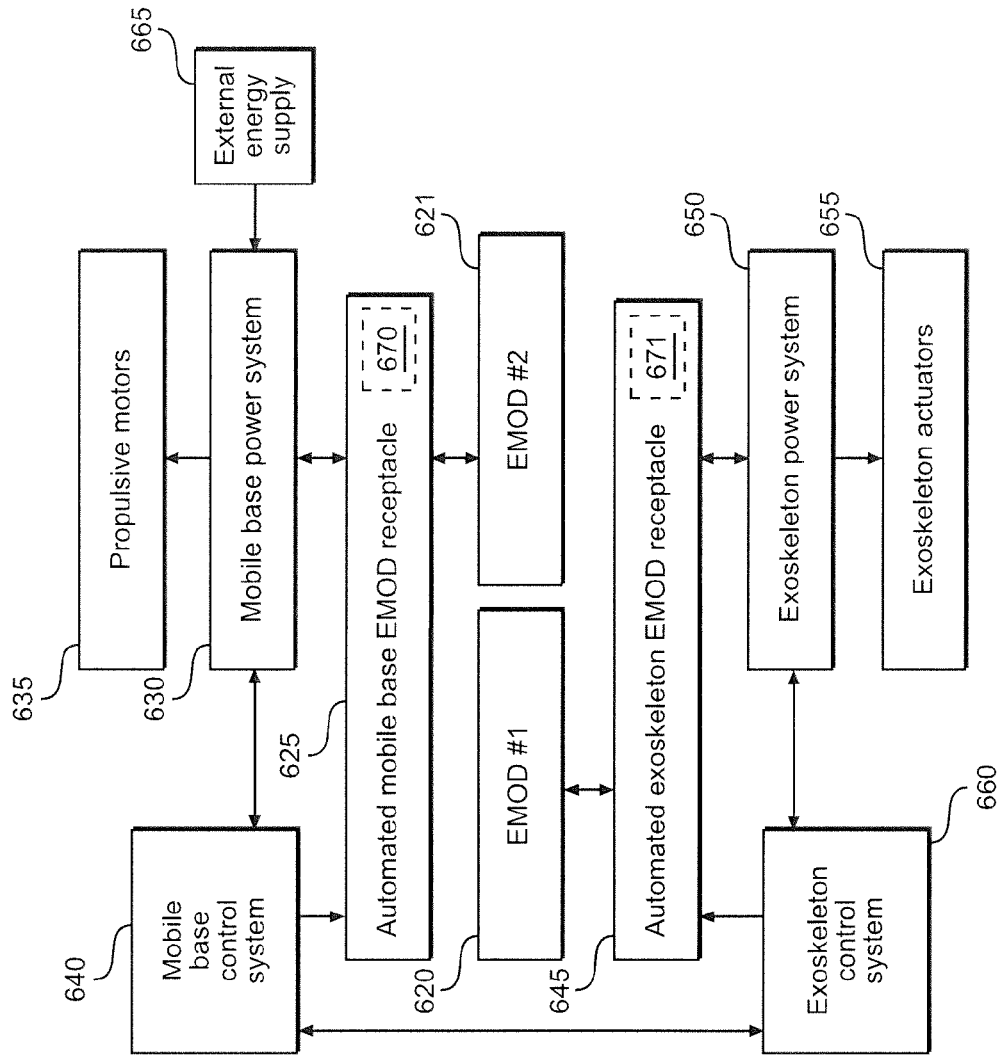 635
Propulsive motors
630
Mobile base power system
665
External
energy
supply
640
Mobile
base
control
system
625
Automated mobile base EMOD receptacle
670
620
EMOD #1
621
EMOD #2
645
Automated exoskeleton EMOD receptacle
671
650
Exoskeleton power system
655
Exoskeleton actuators
660
Exoskeleton
control
system